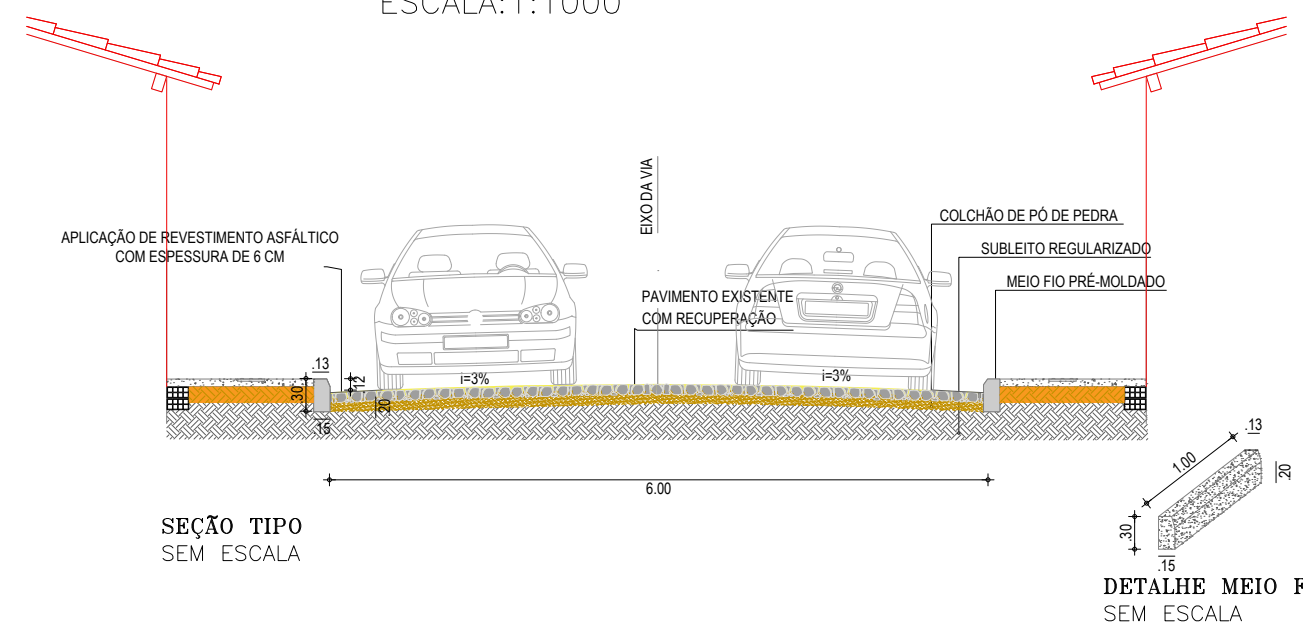 ESCALA:1:1000
EIXO DA VIA
APLICAÇÃO DE REVESTIMENTO ASFÁLTICO
COM ESPESSURA DE 6 CM
COLCHÃO DE PÓ DE PEDRA
SUBLEITO REGULARIZADO
MEIO FIO PRÉ-MOLDADO
PAVIMENTO EXISTENTE
COM RECUPERAÇÃO
.13
.12
.30
i=3%
i=3%
.20
.15
6.00
1.00
.13
.20
.30
.15
SEÇÃO TIPO
SEM ESCALA
DETALHE MEIO F
SEM ESCALA